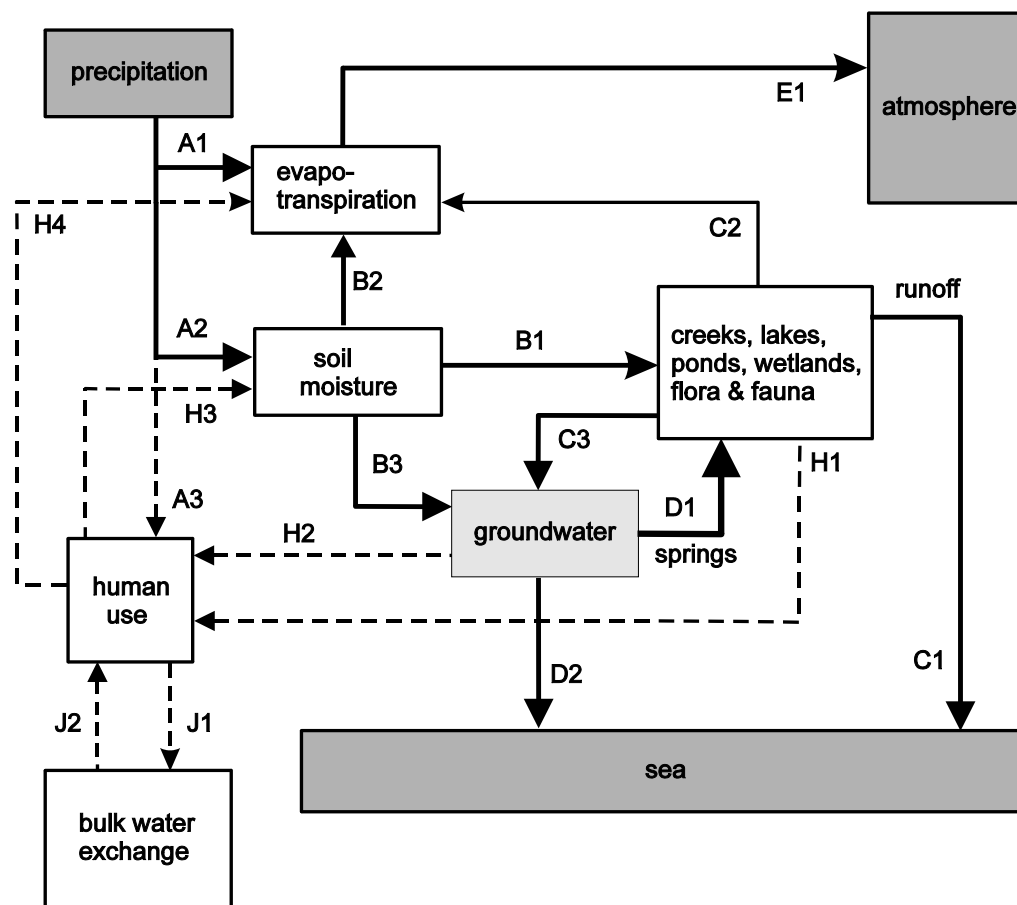 precipitation
atmosphere
E1
A1
evapo-
transpiration
H4
C2
B2
runoff
A2
soil
moisture
B1
creeks, lakes,
ponds, wetlands,
flora & fauna
H3
C3
H1
B3
A3
D1
groundwater
springs
H2
human
use
D2
C1
J2
J1
sea
bulk water
exchange